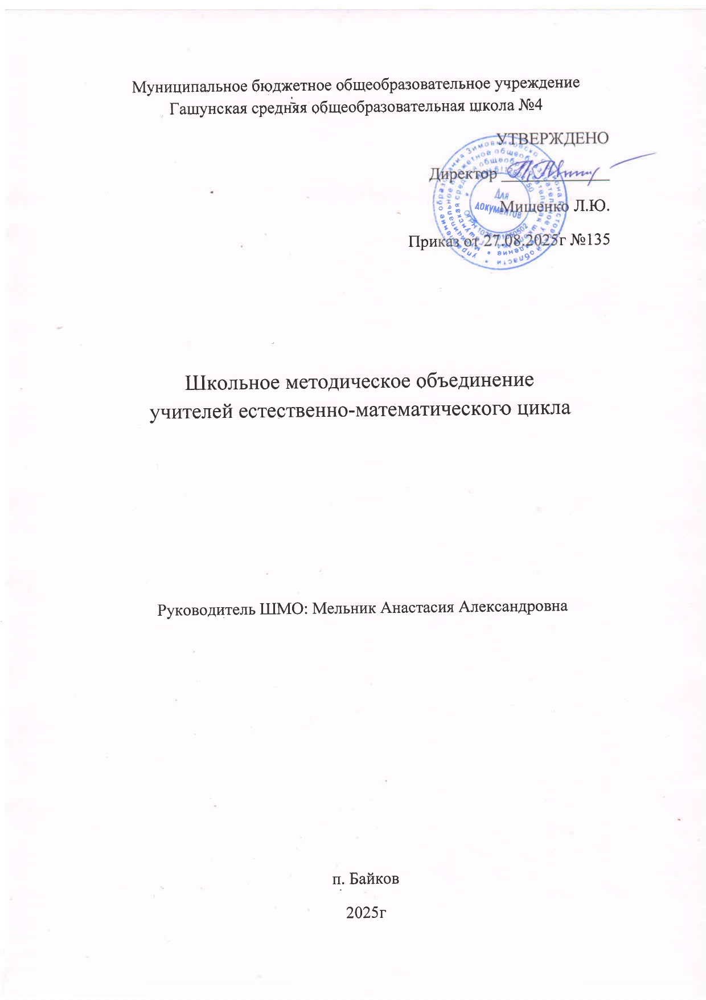 Муниципальное бюджетное общеобразовательное учреждение
Гашунская средняя общеобразовательная школа №4
УТВЕРЖДЕНО
Директор
Для
документов
Мищенко Л.Ю.
Приказ от 27.08.2025г №135
Школьное методическое объединение
учителей естественно-математического цикла
Руководитель ШМО: Мельник Анастасия Александровна
п. Байков
2025г